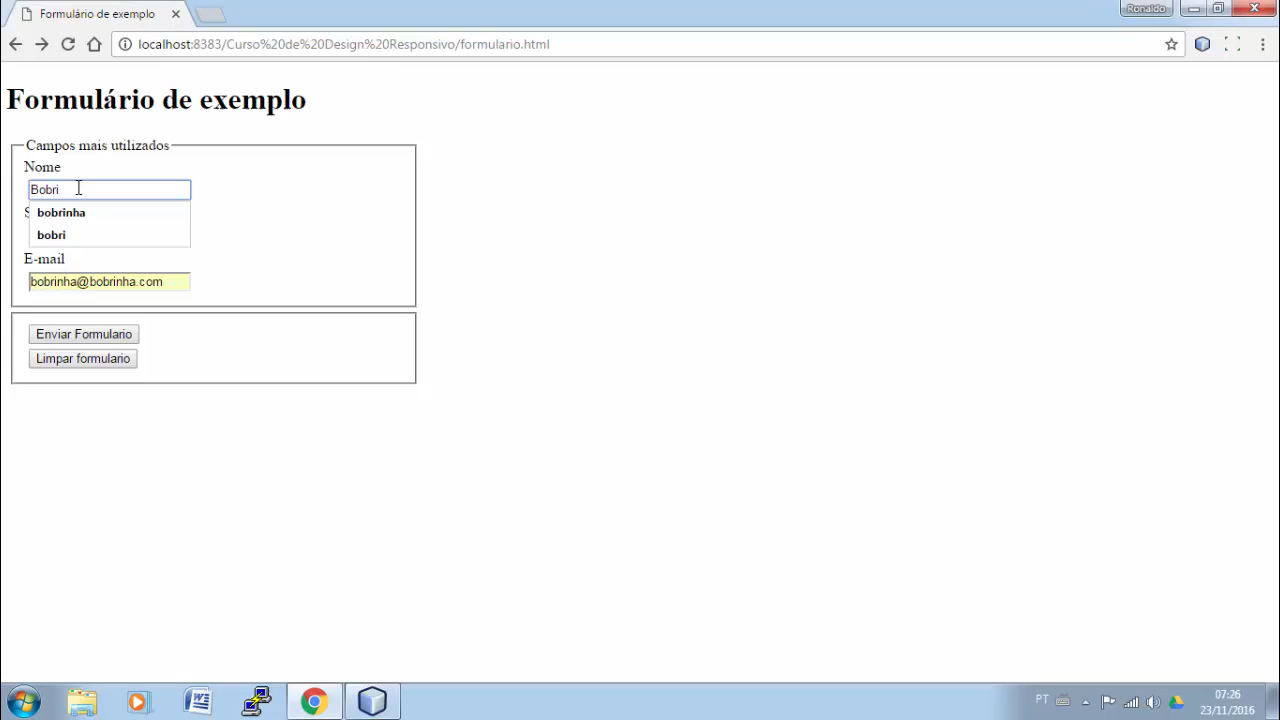 Formulário de exemplo
Ronaldo
localhost:8383/Curso%20de%20Design%20Responsivo/formulario.html
Formulário de exemplo
Campos mais utilizados
Nome
Bobri
bobrinha
S
bobri
E-mail
bobrinha@bobrinha.com
Enviar Formulario
Limpar formulario
PT
07:26
23/11/2016